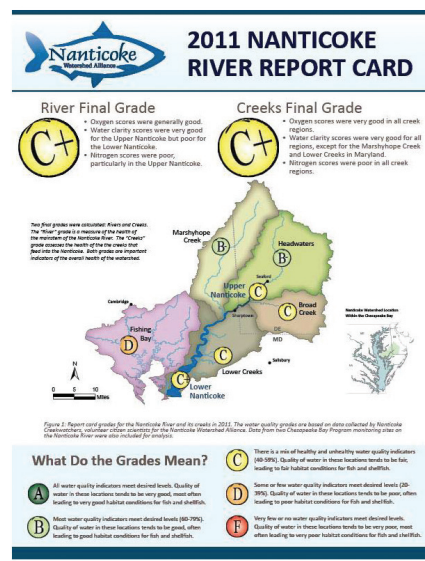 Nanticoke
Watershed Alliance
2011 NANTICOKE
RIVER REPORT CARD
River Final Grade
C+
• Oxygen scores were generally good.
• Water clarity scores were very good
for the Upper Nanticoke but poor for
the Lower Nanticoke.
• Nitrogen scores were poor,
particularly in the Upper Nanticoke.
Creeks Final Grade
C+
• Oxygen scores were very good in all creek
regions.
• Water clarity scores were very good for all
regions, except for the Marshyhope Creek
and Lower Creeks in Maryland.
• Nitrogen scores were poor in all creek
regions.
Two final grades were calculated: Rivers and Creeks.
The "River" grade is a measure of the health of
the mainstem of the Nanticoke River. The "Creeks"
grade assesses the health of the the creeks that
feed into the Nanticoke. Both grades are important
indicators of the overall health of the watershed.
Marshyhope
Creek
B
Headwaters
B
Seaford
Upper
Nanticoke
C
Broad
Creek
C
Sharptown
DE
MD
Cambridge
Fishing
Bay
D
C
Lower Creeks
Salisbury
C+
Lower
Nanticoke
N
0 5 10
Miles
Nanticoke Watershed Location
Within the Chesapeake Bay
Figure 1: Report card grades for the Nanticoke River and its creeks in 2011. The water quality grades are based on data collected by Nanticoke
Creekwatchers, volunteer citizen scientists for the Nanticoke Watershed Alliance. Data from two Chesapeake Bay Program monitoring sites on
the Nanticoke River were also included for analysis.
What Do the Grades Mean?
A
All water quality indicators meet desired levels. Quality of
water in these locations tends to be very good, most often
leading to very good habitat conditions for fish and shellfish.
B
Most water quality indicators meet desired levels (60-79%).
Quality of water in these locations tends to be good, often
leading to good habitat conditions for fish and shellfish.
C
There is a mix of healthy and unhealthy water quality indicators
(40-59%). Quality of water in these locations tends to be fair,
leading to fair habitat conditions for fish and shellfish.
D
Some or few water quality indicators meet desired levels (20-
39%). Quality of water in these locations tends to be poor, often
leading to poor habitat conditions for fish and shellfish.
F
Very few or no water quality indicators meet desired levels.
Quality of water in these locations tends to be very poor, most
often leading to very poor habitat conditions for fish and shellfish.